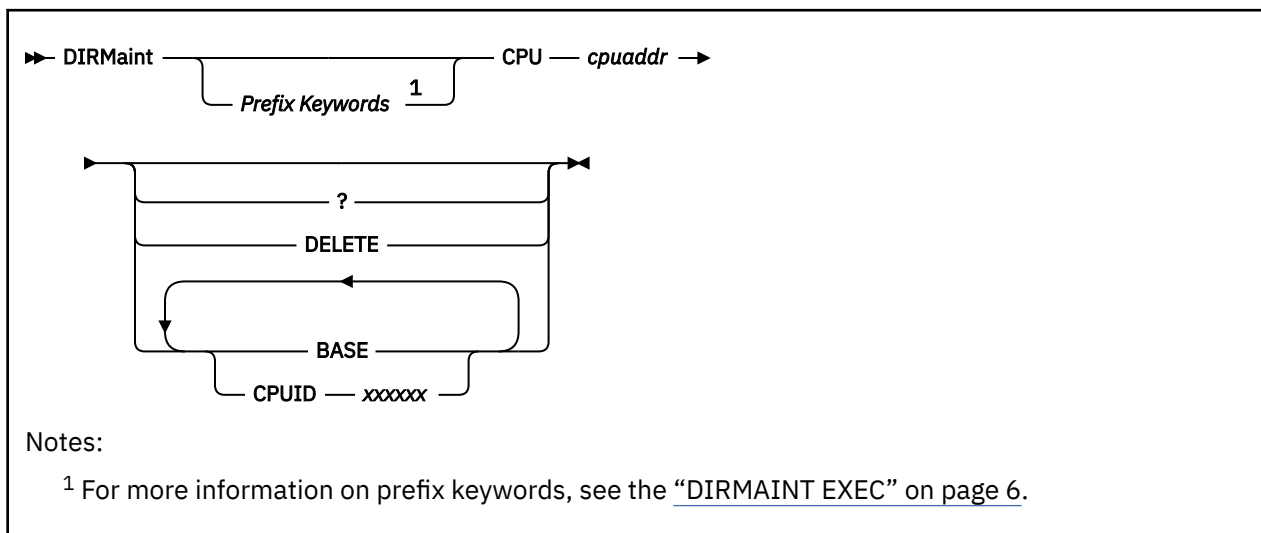 DIRMaint CPU cpuaddr
Prefix Keywords 1
?
DELETE
BASE
CPUID xxxxxx
Notes:
1 For more information on prefix keywords, see the “DIRMAINT EXEC” on page 6.